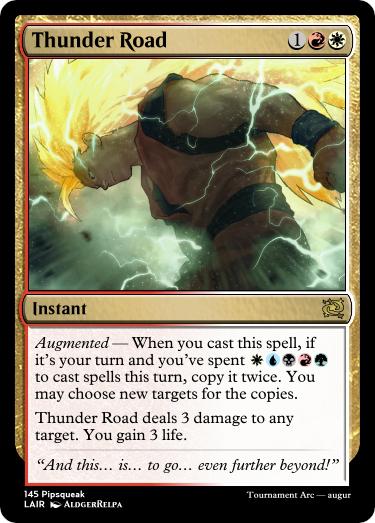 Thunder Road 1
Instant
Augmented — When you cast this spell, if
it's your turn and you've spent
to cast spells this turn, copy it twice. You
may choose new targets for the copies.
Thunder Road deals 3 damage to any
target. You gain 3 life.
"And this… is… to go… even further beyond!"
145 Pipsqueak
LAIR AldgerRelpa
Tournament Arc — augur